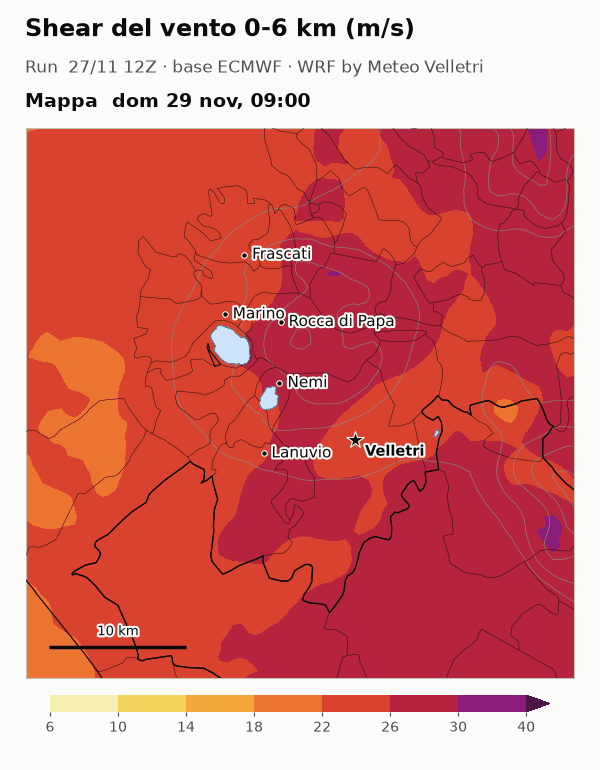 Shear del vento 0-6 km (m/s)
Run  27/11 12Z · base ECMWF · WRF by Meteo Velletri
Mappa  dom 29 nov, 09:00
Frascati
Marino
Rocca di Papa
Nemi
Velletri
Lanuvio
10 km
6 10 14 18 22 26 30 40